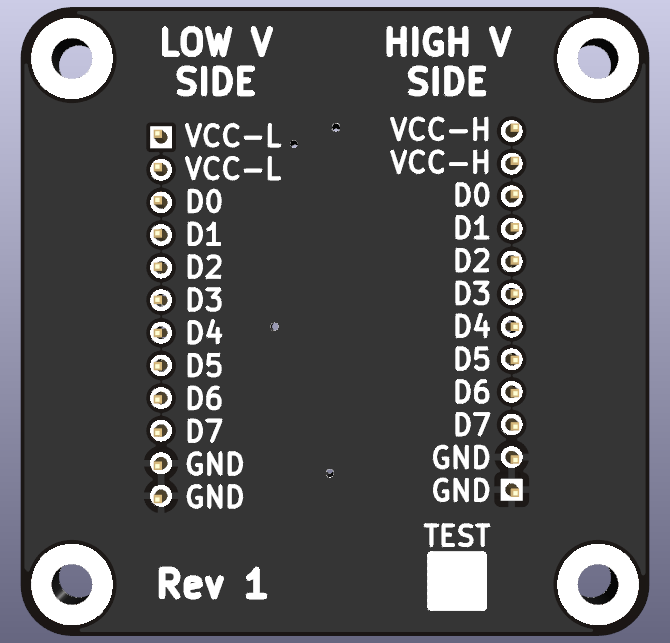 LOW V
SIDE
VCC-L
VCC-L
D0
D1
D2
D3
D4
D5
D6
D7
GND
GND
Rev 1
HIGH V
SIDE
VCC-H
VCC-H
D0
D1
D2
D3
D4
D5
D6
D7
GND
GND
TEST